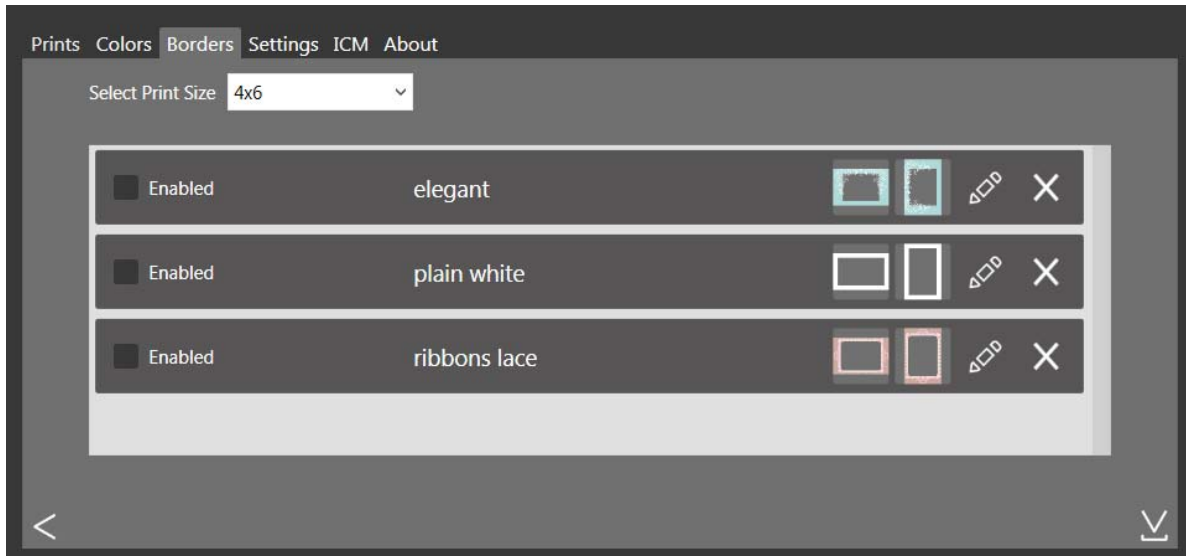 Prints Colors Borders Settings ICM About
Select Print Size 4x6
Enabled elegant
Enabled plain white
Enabled ribbons lace